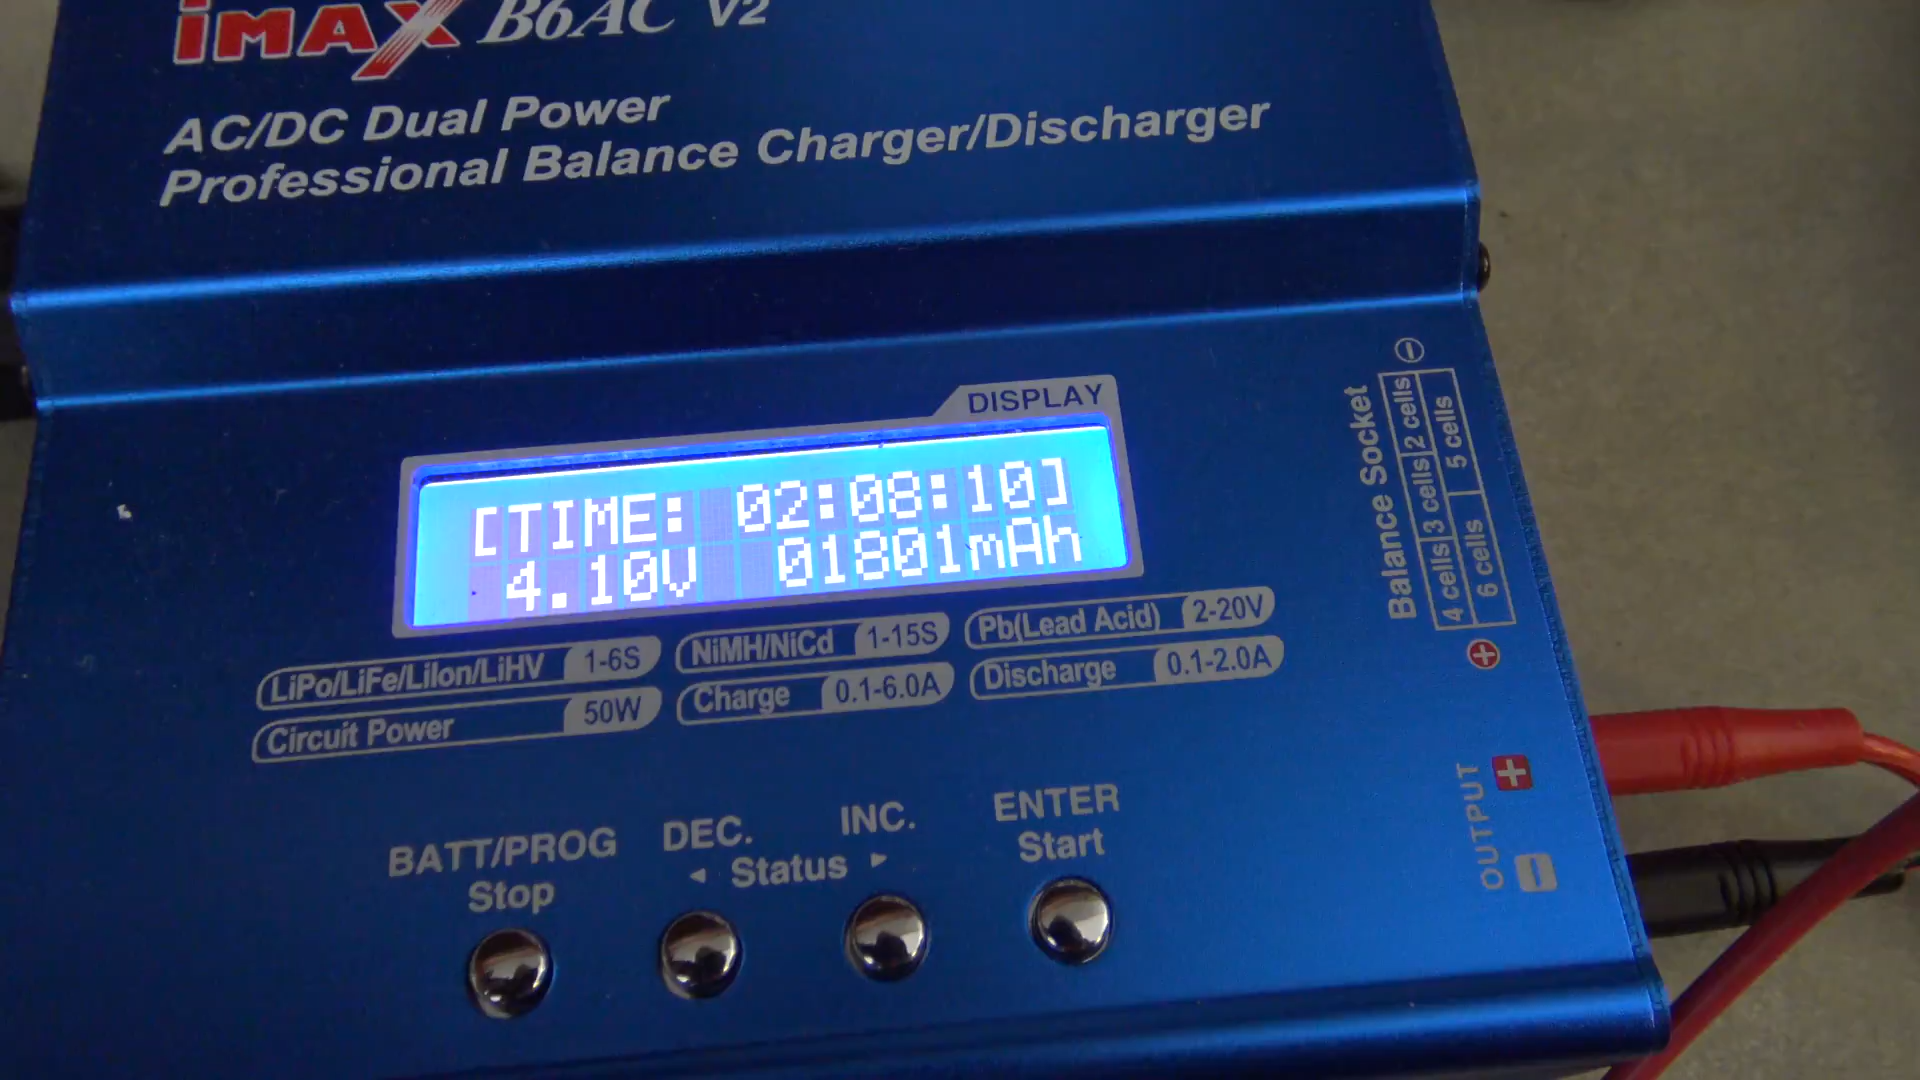 iMAX B6AC V2
AC/DC Dual Power
Professional Balance Charger/Discharger
DISPLAY
[TIME: 02:08:10]
4.10V 01801mAh
LiPo/LiFe/LiIon/LiHV 1-6S
NiMH/NiCd 1-15S
Pb(Lead Acid) 2-20V
Circuit Power 50W
Charge 0.1-6.0A
Discharge 0.1-2.0A
BATT/PROG
Stop
DEC.
INC.
◄ Status ►
ENTER
Start
Balance Socket
4 cells 3 cells 2 cells
6 cells 5 cells
OUTPUT